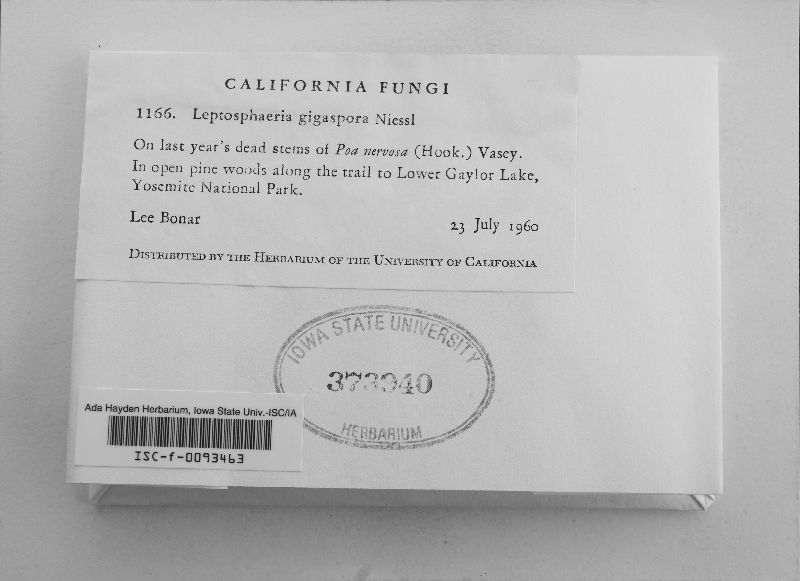 CALIFORNIA FUNGI
1166. Leptosphaeria gigaspora Niessl
On last year's dead stems of Poa nervosa (Hook.) Vasey.
In open pine woods along the trail to Lower Gaylor Lake,
Yosemite National Park.
Lee Bonar 23 July 1960
DISTRIBUTED BY THE HERBARIUM OF THE UNIVERSITY OF CALIFORNIA
IOWA STATE UNIVERSITY
373940
HERBARIUM
Ada Hayden Herbarium, Iowa State Univ.-ISC/IA
ISC-f-0093463